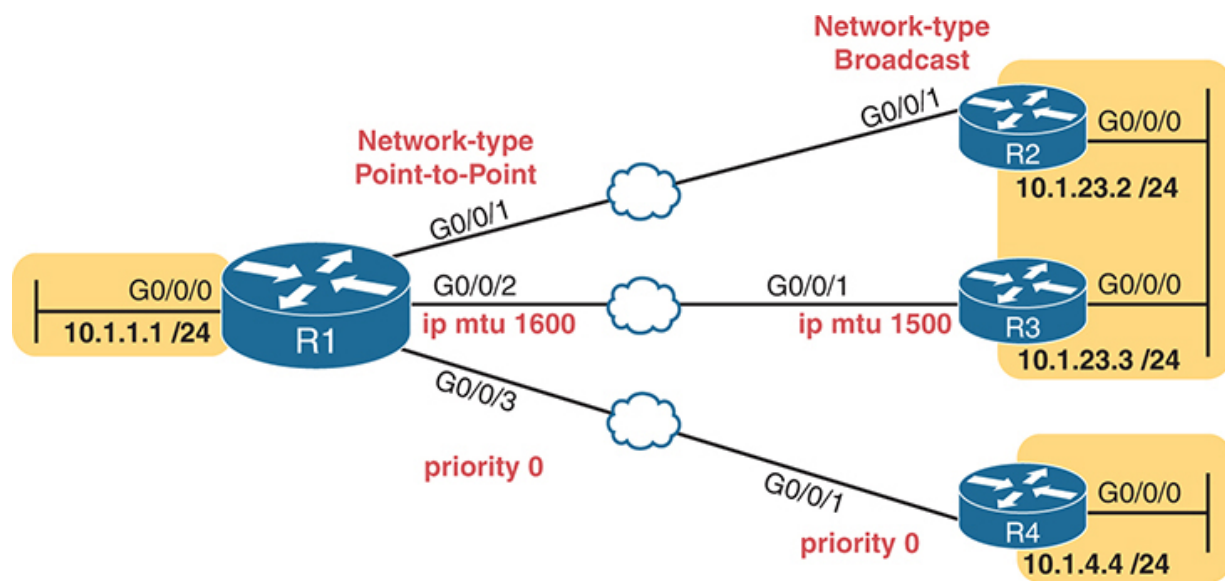 Network-type
Broadcast
G0/0/1
G0/0/0
R2
10.1.23.2 /24
Network-type
Point-to-Point
G0/0/1
G0/0/0
10.1.1.1 /24
R1
G0/0/2
ip mtu 1600
G0/0/1
ip mtu 1500
G0/0/0
R3
10.1.23.3 /24
G0/0/3
priority 0
G0/0/1
priority 0
G0/0/0
R4
10.1.4.4 /24